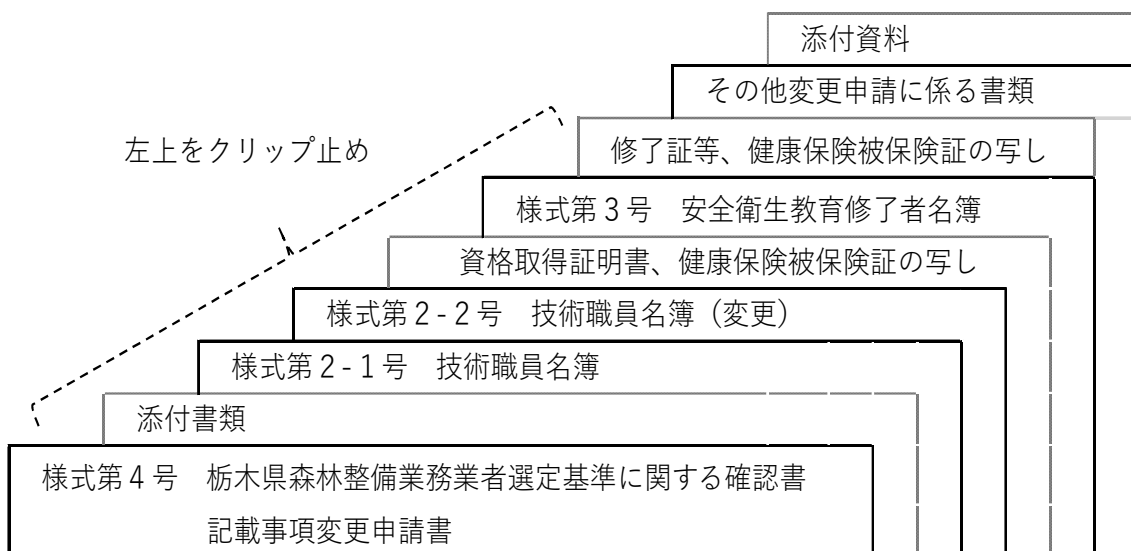 添付資料
その他変更申請に係る書類
左上をクリップ止め
修了証等、健康保険被保険証の写し
様式第3号　安全衛生教育修了者名簿
資格取得証明書、健康保険被保険証の写し
様式第2-2号　技術職員名簿（変更）
様式第2-1号　技術職員名簿
添付書類
様式第4号　栃木県森林整備業務業者選定基準に関する確認書
記載事項変更申請書